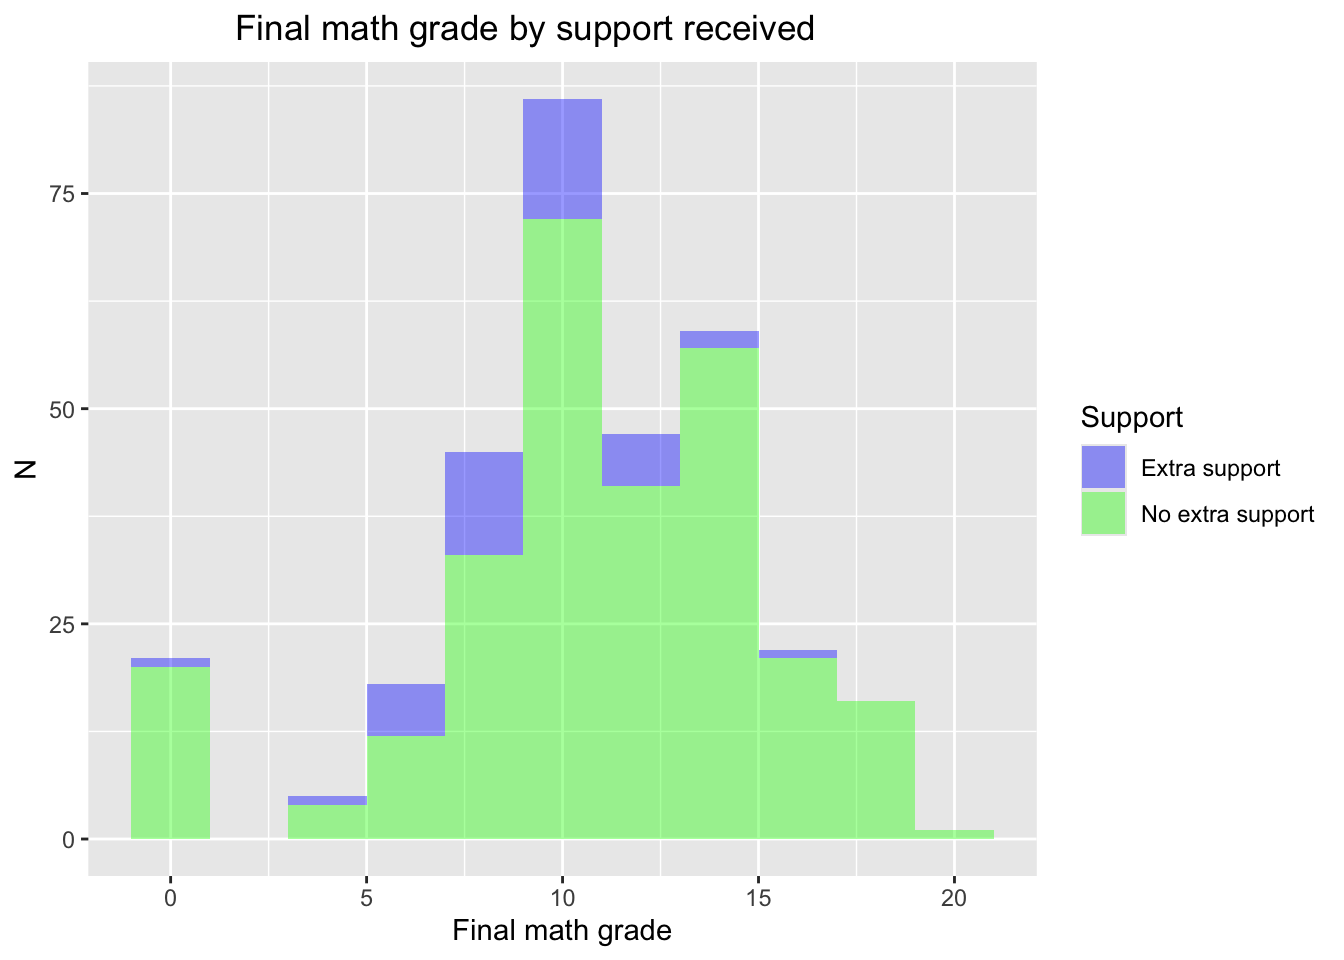 Final math grade by support received
75
50
25
0
N
0 5 10 15 20
Final math grade
Support
Extra support
No extra support